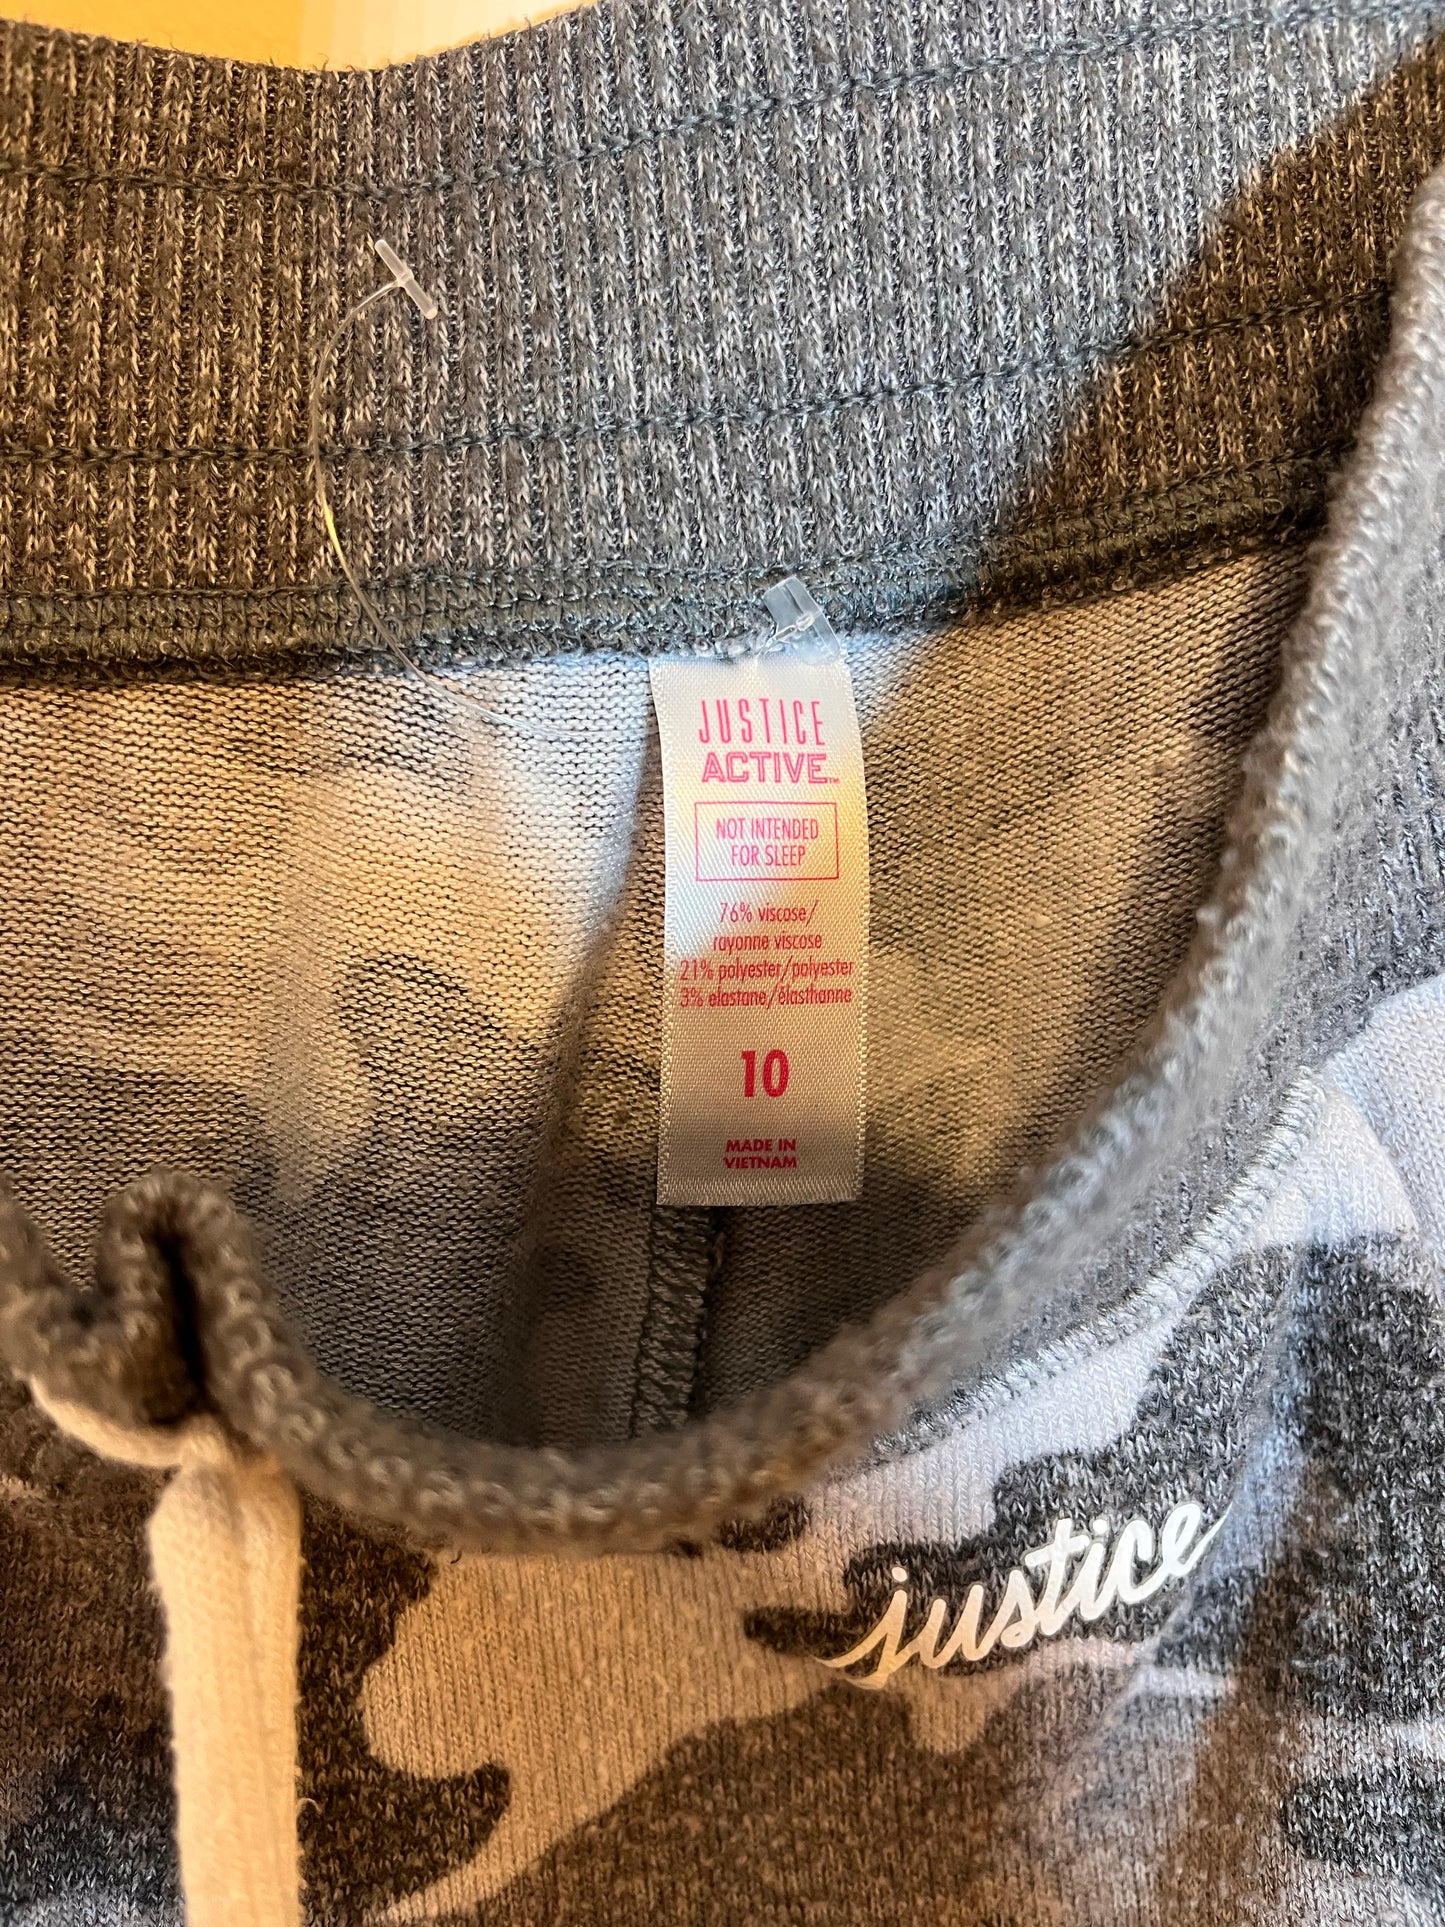 JUSTICE
ACTIVE™
NOT INTENDED
FOR SLEEP
76% viscose/
rayonne viscose
21% polyester/polyester
3% elastane/élasthanne
10
MADE IN
VIETNAM
justice